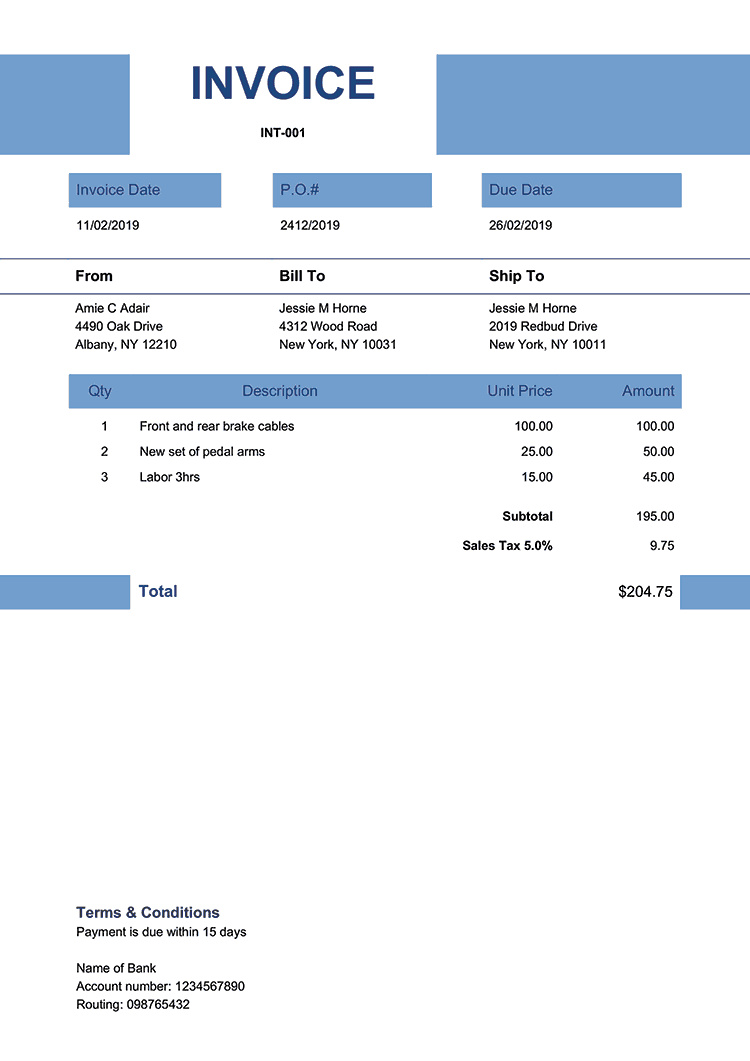 INVOICE
INT-001
Invoice Date P.O.# Due Date
11/02/2019 2412/2019 26/02/2019
From Bill To Ship To
Amie C Adair Jessie M Horne Jessie M Horne
4490 Oak Drive 4312 Wood Road 2019 Redbud Drive
Albany, NY 12210 New York, NY 10031 New York, NY 10011
Qty Description Unit Price Amount
1 Front and rear brake cables 100.00 100.00
2 New set of pedal arms 25.00 50.00
3 Labor 3hrs 15.00 45.00
Subtotal 195.00
Sales Tax 5.0% 9.75
Total $204.75
Terms & Conditions
Payment is due within 15 days
Name of Bank
Account number: 1234567890
Routing: 098765432